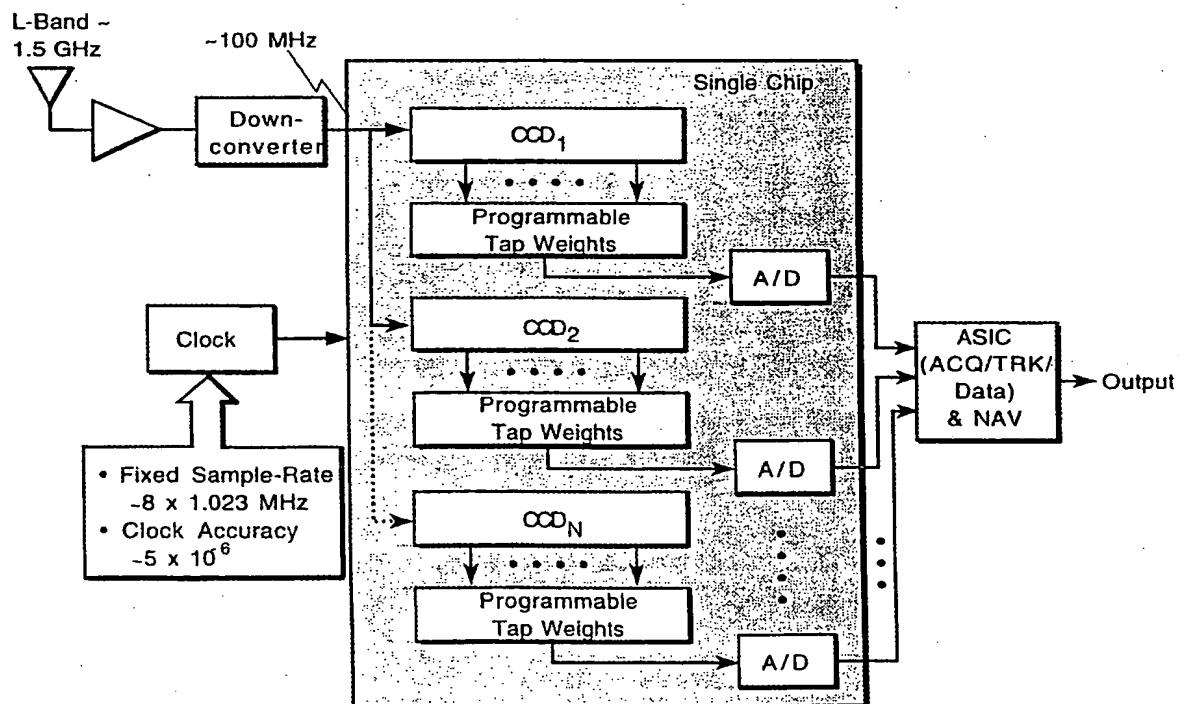 L-Band ~
1.5 GHz
~100 MHz
Single Chip
Down-
converter
CCD1
Programmable
Tap Weights
A/D
Clock
CCD2
Programmable
Tap Weights
A/D
ASIC
(ACQ/TRK/
Data)
& NAV
Output
• Fixed Sample-Rate
~8 x 1.023 MHz
• Clock Accuracy
~5 x 10^-6
CCDN
Programmable
Tap Weights
A/D